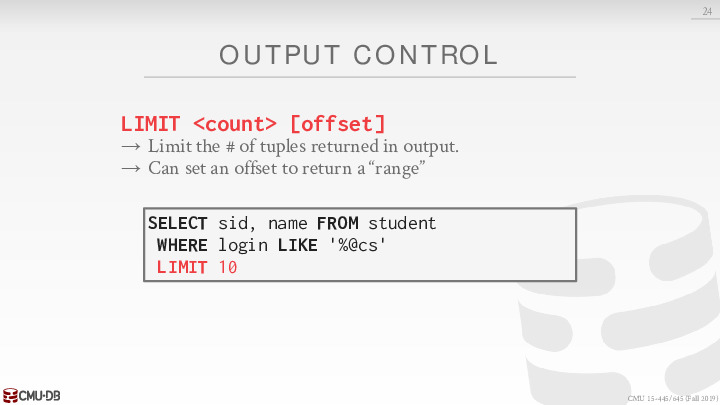 24
OUTPUT CONTROL
LIMIT <count> [offset]
→ Limit the # of tuples returned in output.
→ Can set an offset to return a “range”
SELECT sid, name FROM student
WHERE login LIKE '%@cs'
LIMIT 10
CMU·DB
CMU 15-445/645 (Fall 2019)